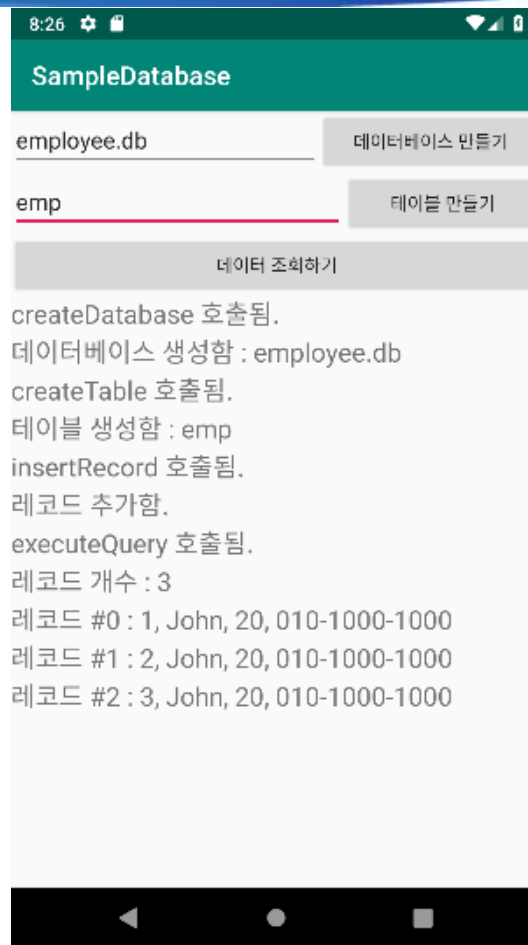 8:26
SampleDatabase
employee.db
데이터베이스 만들기
emp
테이블 만들기
데이터 조회하기
createDatabase 호출됨.
데이터베이스 생성함 : employee.db
createTable 호출됨.
테이블 생성함 : emp
insertRecord 호출됨.
레코드 추가함.
executeQuery 호출됨.
레코드 개수 : 3
레코드 #0 : 1, John, 20, 010-1000-1000
레코드 #1 : 2, John, 20, 010-1000-1000
레코드 #2 : 3, John, 20, 010-1000-1000